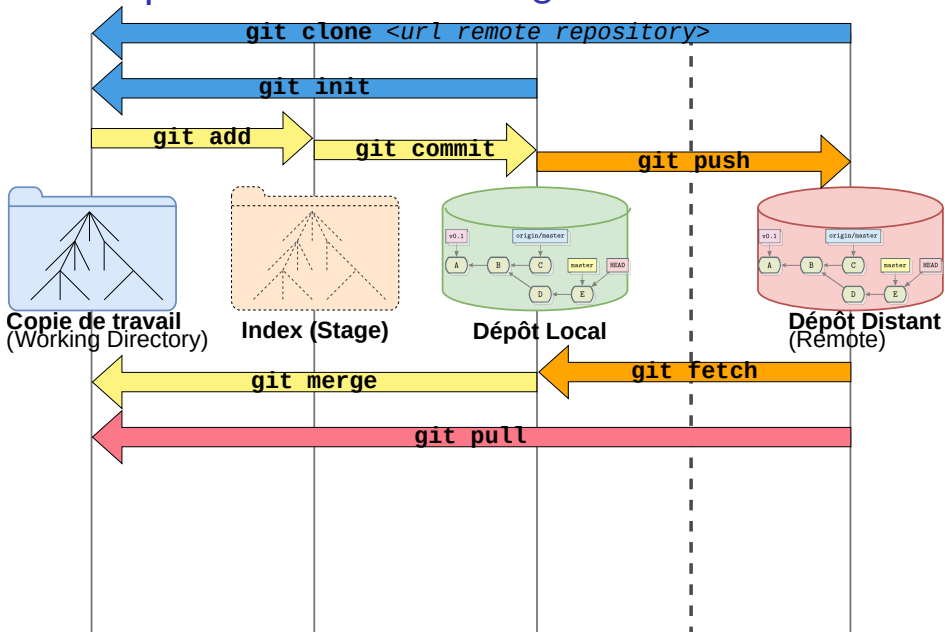 git clone <url remote repository>
git init
git add
git commit
git push
v0.1
origin/master
A
B
C
master
HEAD
D
E
v0.1
origin/master
A
B
C
master
HEAD
D
E
Copie de travail
(Working Directory)
Index (Stage)
Dépôt Local
Dépôt Distant
(Remote)
git merge
git fetch
git pull